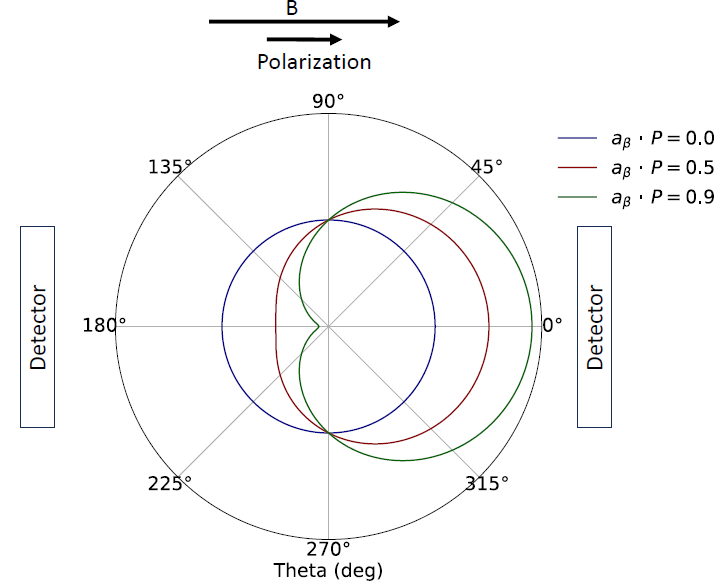 B
Polarization
90°
135°
45°
a_β · P = 0.0
a_β · P = 0.5
a_β · P = 0.9
Detector
180°
0°
Detector
225°
315°
270°
Theta (deg)